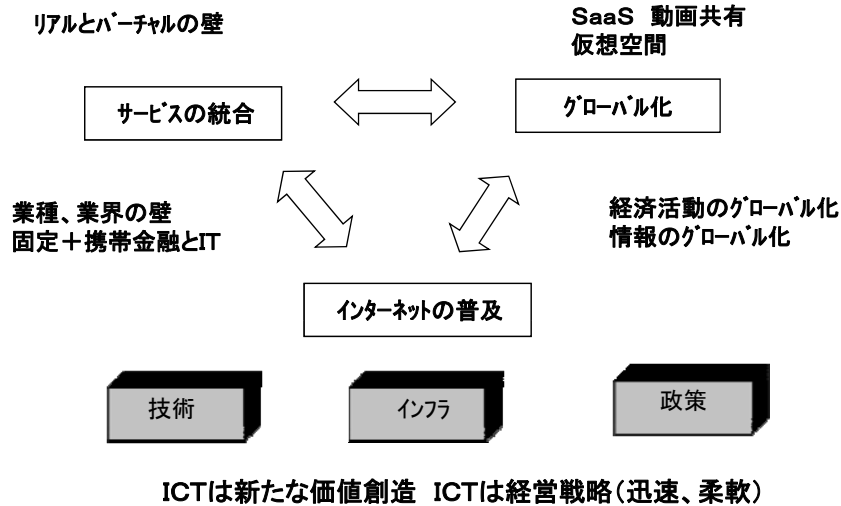 リアルとﾊﾞｰチャルの壁
SaaS 動画共有
仮想空間
サｰﾋﾞｽの統合
ｸﾞﾛｰﾊﾞﾙ化
業種、業界の壁
固定＋携帯金融とIT
経済活動のｸﾞﾛｰﾊﾞﾙ化
情報のｸﾞﾛｰﾊﾞﾙ化
ｲﾝﾀｰﾈｯﾄの普及
技術
ｲﾝﾌﾗ
政策
ICTは新たな価値創造 ICTは経営戦略（迅速、柔軟）